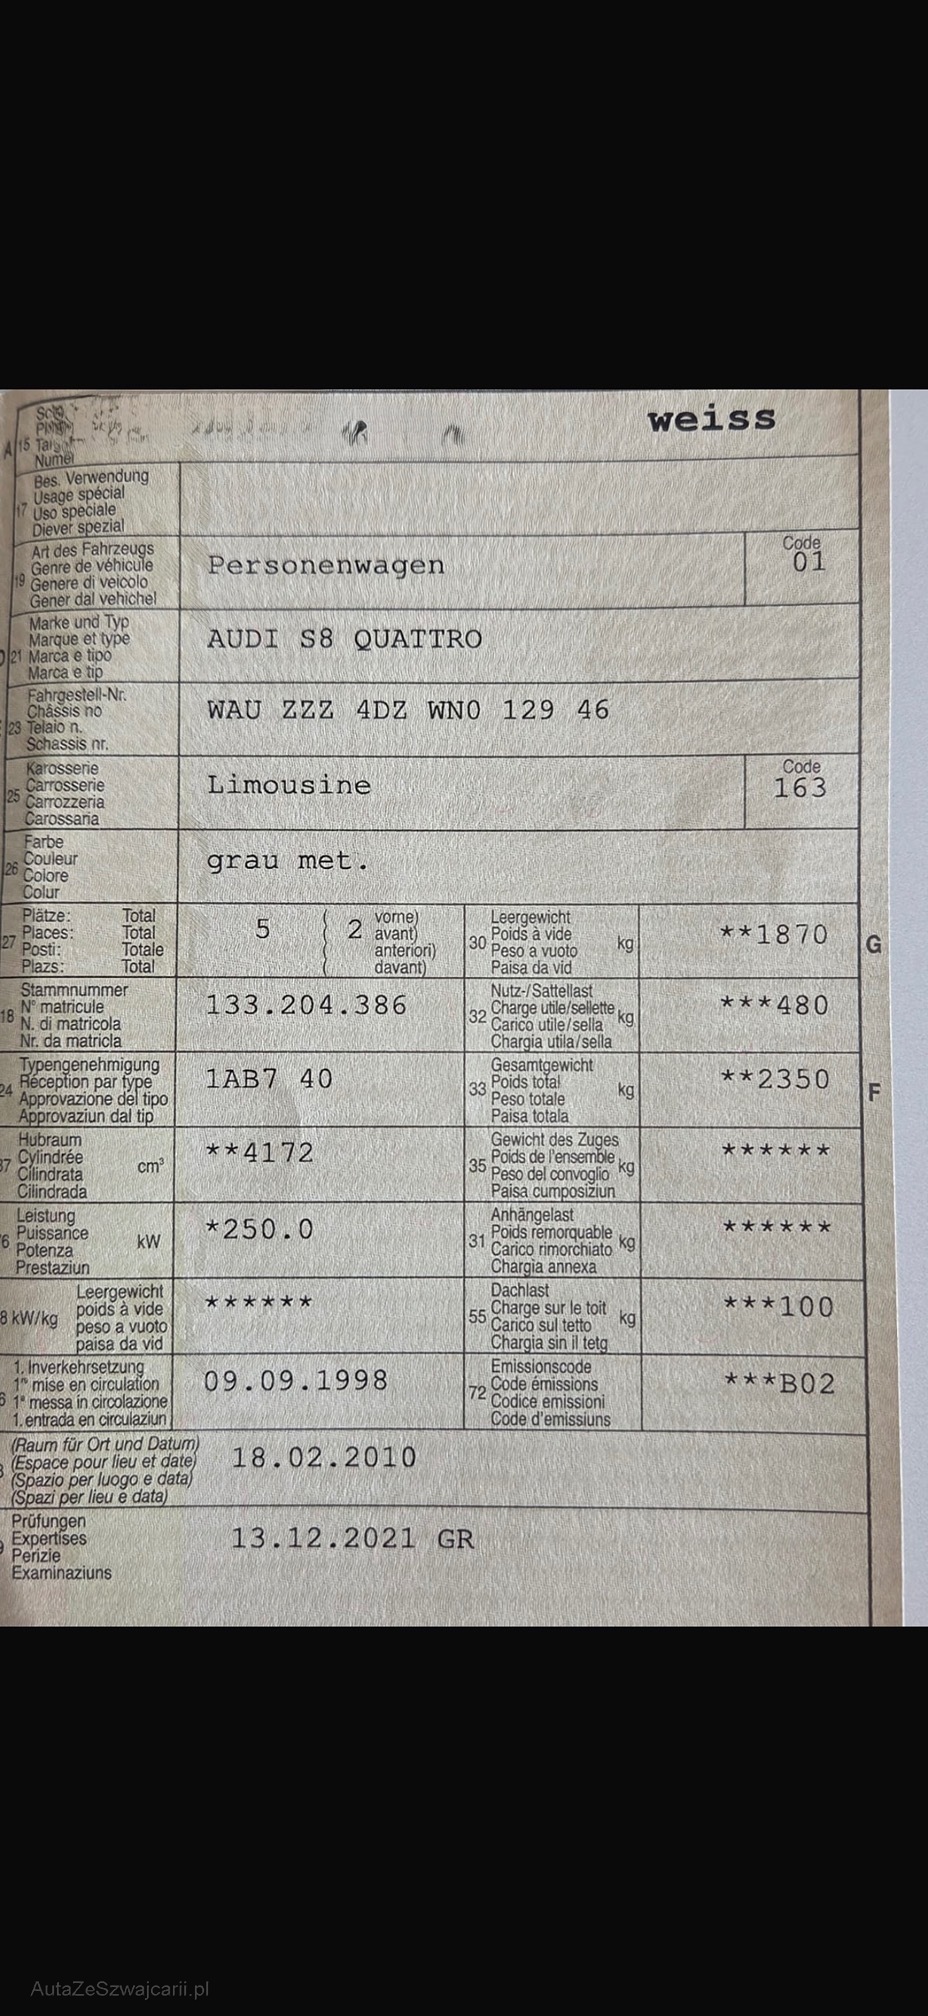 weiss
A 15
Numer
17 Bes. Verwendung
Usage spécial
Uso speciale
Diever spezial
19 Art des Fahrzeugs
Genre de véhicule
Genere di veicolo
Gener dal vehichel
Personenwagen
Code
01
21 Marke und Typ
Marque et type
Marca e tipo
Marca e tip
AUDI S8 QUATTRO
23 Fahrgestell-Nr.
Châssis no
Telaio n.
Schassis nr.
WAU ZZZ 4DZ WN0 129 46
25 Karosserie
Carrosserie
Carrozzeria
Carossaria
Limousine
Code
163
26 Farbe
Couleur
Colore
Colur
grau met.
27 Plätze: Total
Places: Total
Posti: Totale
Plazs: Total
5 ( 2 vorne)
avant)
anteriori)
davant)
30 Leergewicht
Poids à vide
Peso a vuoto
Paisa da vid
kg
**1870
G
18 Stammnummer
N° matricule
N. di matricola
Nr. da matricla
133.204.386
32 Nutz-/Sattellast
Charge utile/sellette
Carico utile/sella
Chargia utila/sella
kg
***480
24 Typengenehmigung
Réception par type
Approvazione del tipo
Approvaziun dal tip
1AB7 40
33 Gesamtgewicht
Poids total
Peso totale
Paisa totala
kg
**2350
F
37 Hubraum
Cylindrée
Cilindrata
Cilindrada
cm³
**4172
35 Gewicht des Zuges
Poids de l'ensemble
Peso del convoglio
Paisa cumposiziun
kg
******
6 Leistung
Puissance
Potenza
Prestaziun
kW
*250.0
31 Anhängelast
Poids remorquable
Carico rimorchiato
Chargia annexa
kg
******
8 kW/kg Leergewicht
poids à vide
peso a vuoto
paisa da vid
******
55 Dachlast
Charge sur le toit
Carico sul tetto
Chargia sin il tetg
kg
***100
6 1. Inverkehrsetzung
1re mise en circulation
1a messa in circolazione
1. entrada en circulaziun
09.09.1998
72 Emissionscode
Code émissions
Codice emissioni
Code d'emissiuns
***B02
(Raum für Ort und Datum)
(Espace pour lieu et date)
(Spazio per luogo e data)
(Spazi per lieu e data)
18.02.2010
Prüfungen
Expertises
Perizie
Examinaziuns
13.12.2021 GR
AutaZeSzwajcarii.pl